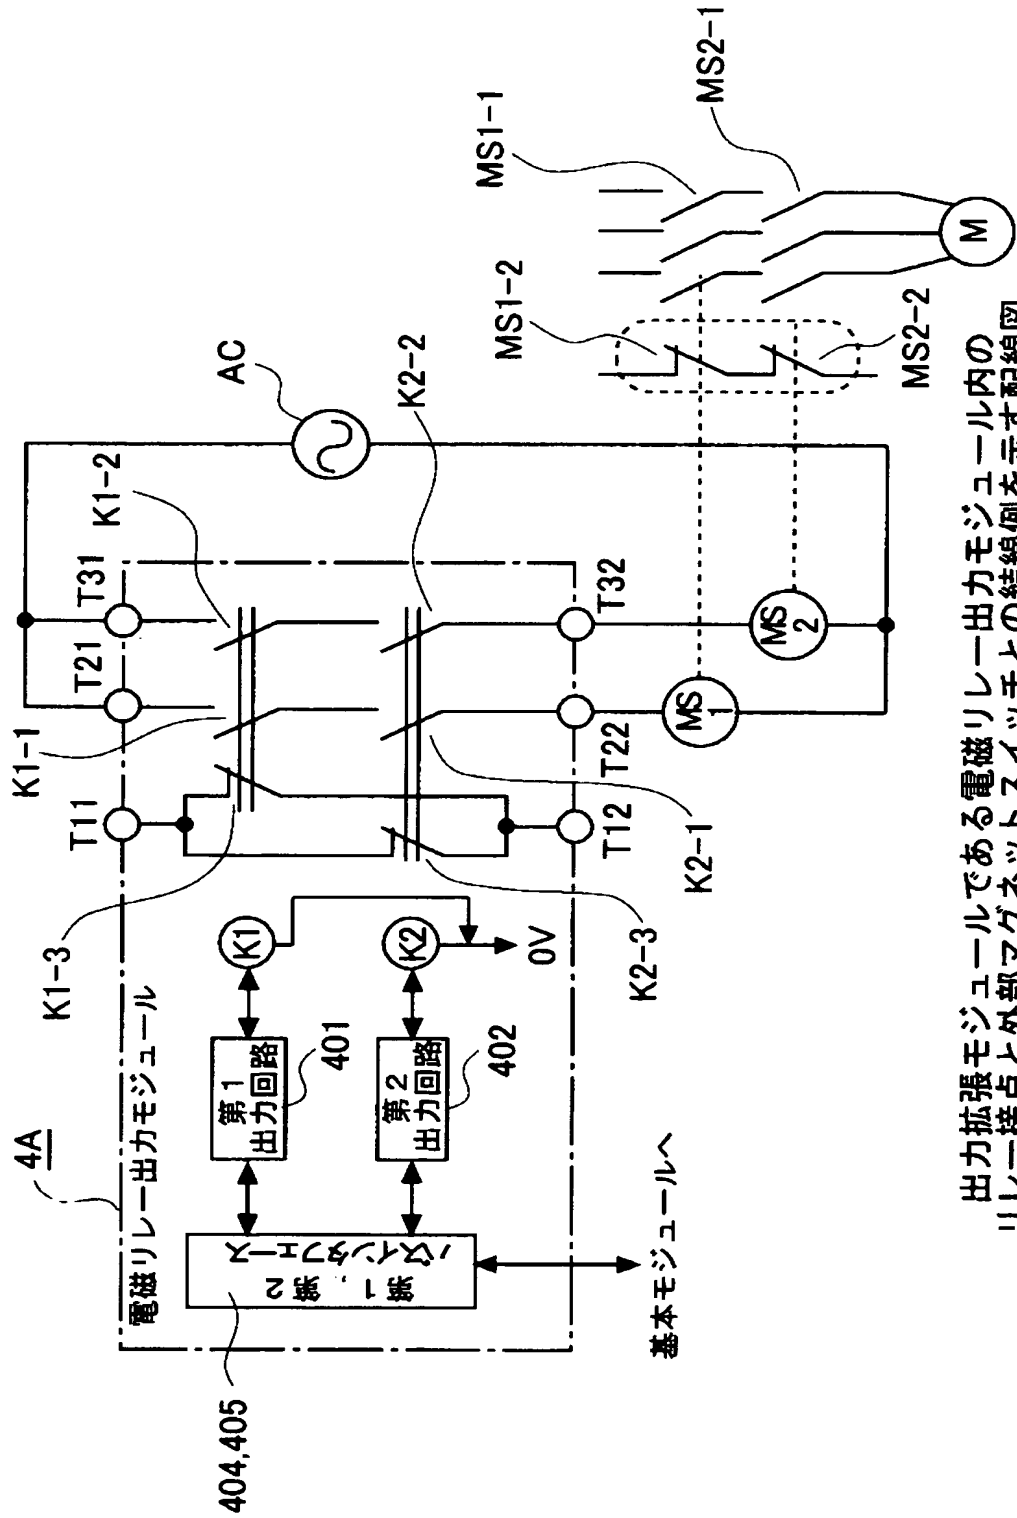 4A
電磁リレー出力モジュール
404,405
第1,第2
バスインタフェース
基本モジュールへ
第1
出力回路
401
第2
出力回路
402
K1
K2
0V
K1-3
K1-1
K1-2
K2-3
K2-1
K2-2
T11
T21
T31
T12
T22
T32
AC
MS
1
MS
2
MS1-2
MS1-1
MS2-2
MS2-1
M
出力拡張モジュールである電磁リレー出力モジュール内の
リレー接点と外部マグネットスイッチとの結線例を示す配線図